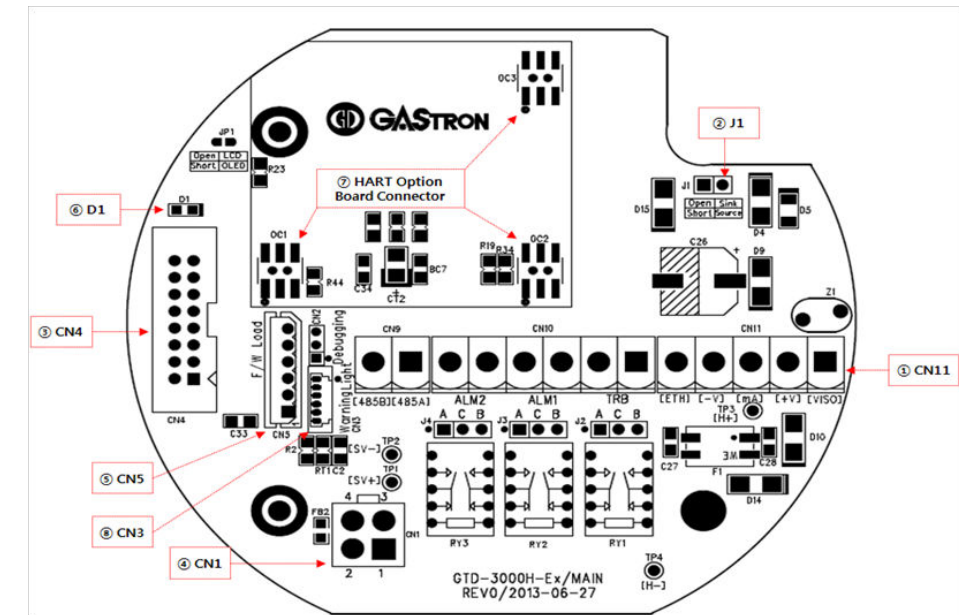 OC3
GD GASTRON
② J1
JP1
Open LCD
Short OLED
R23
⑦ HART Option
Board Connector
J1
Open Sink
Short Source
D15
D4
D5
⑥ D1
D1
OC1
R44
C34
CT2
+
BC7
R19
R34
OC2
C26
+
D9
Z1
③ CN4
CN4
F/W Load
CN5
CN2
Debugging
WarningLight
CN3
CN9
CN10
CN11
① CN11
[485B]
[485A]
ALM2
ALM1
TRB
[ETH]
[-V]
[mA]
[+V]
[VISO]
TP3
[H+]
J4
A C B
J3
A C B
J2
A C B
C33
R2
RT1
C2
[SV-]
TP2
[SV+]
TP1
C27
F1
C28
D10
D14
⑤ CN5
⑧ CN3
④ CN1
FB2
4
3
CN1
2
1
RY3
RY2
RY1
TP4
[H-]
GTD-3000H-Ex/MAIN
REV0/2013-06-27